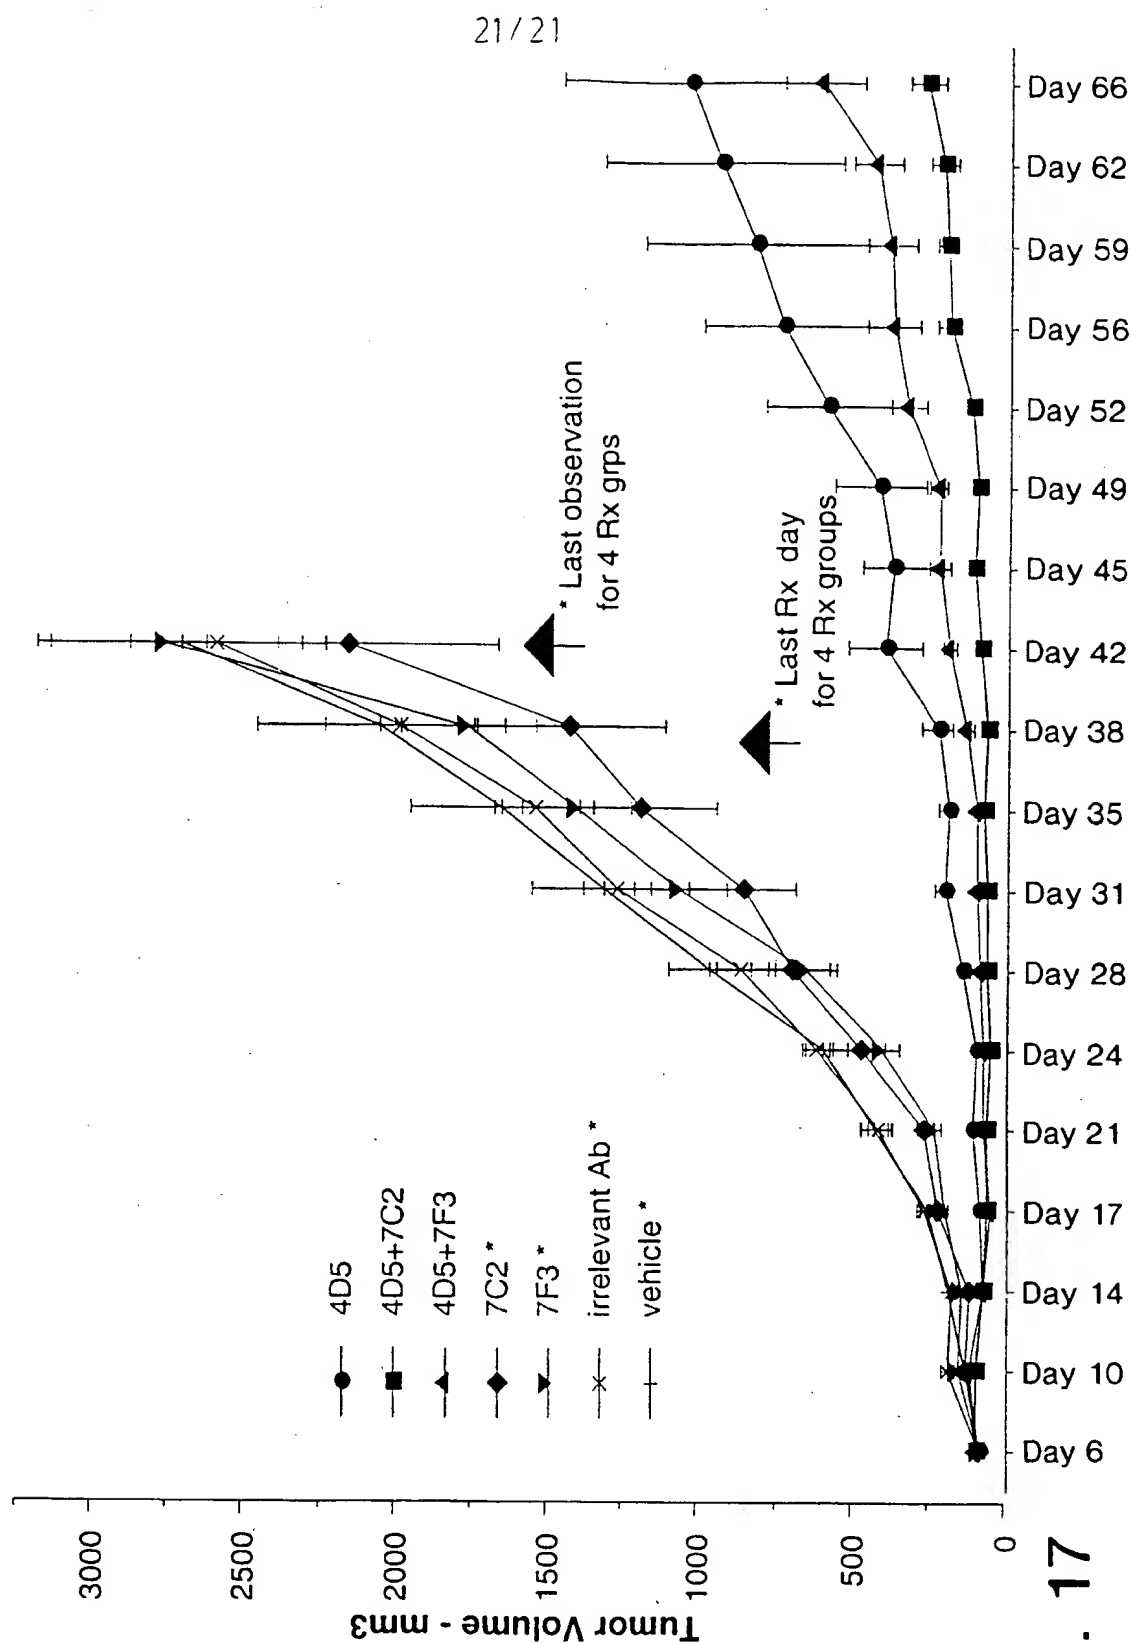 21/21
Tumor Volume - mm3
3000
2500
2000
1500
1000
500
0
4D5
4D5+7C2
4D5+7F3
7C2 *
7F3 *
irrelevant Ab *
vehicle *
* Last observation
for 4 Rx grps
* Last Rx day
for 4 Rx groups
Day 6
Day 10
Day 14
Day 17
Day 21
Day 24
Day 28
Day 31
Day 35
Day 38
Day 42
Day 45
Day 49
Day 52
Day 56
Day 59
Day 62
Day 66
. 17